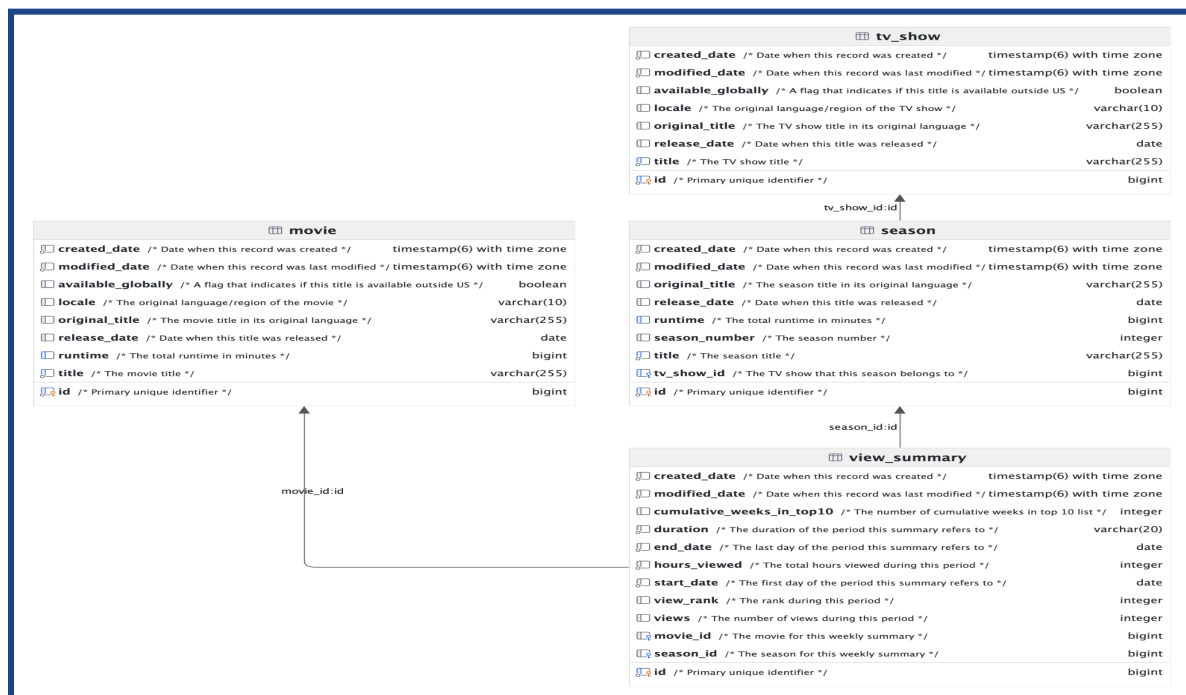 tv_show
created_date /* Date when this record was created */ timestamp(6) with time zone
modified_date /* Date when this record was last modified */ timestamp(6) with time zone
available_globally /* A flag that indicates if this title is available outside US */ boolean
locale /* The original language/region of the TV show */ varchar(10)
original_title /* The TV show title in its original language */ varchar(255)
release_date /* Date when this title was released */ date
title /* The TV show title */ varchar(255)
id /* Primary unique identifier */ bigint
tv_show_id:id
movie
created_date /* Date when this record was created */ timestamp(6) with time zone
modified_date /* Date when this record was last modified */ timestamp(6) with time zone
available_globally /* A flag that indicates if this title is available outside US */ boolean
locale /* The original language/region of the movie */ varchar(10)
original_title /* The movie title in its original language */ varchar(255)
release_date /* Date when this title was released */ date
runtime /* The total runtime in minutes */ bigint
title /* The movie title */ varchar(255)
id /* Primary unique identifier */ bigint
season
created_date /* Date when this record was created */ timestamp(6) with time zone
modified_date /* Date when this record was last modified */ timestamp(6) with time zone
original_title /* The season title in its original language */ varchar(255)
release_date /* Date when this title was released */ date
runtime /* The total runtime in minutes */ bigint
season_number /* The season number */ integer
title /* The season title */ varchar(255)
tv_show_id /* The TV show that this season belongs to */ bigint
id /* Primary unique identifier */ bigint
season_id:id
movie_id:id
view_summary
created_date /* Date when this record was created */ timestamp(6) with time zone
modified_date /* Date when this record was last modified */ timestamp(6) with time zone
cumulative_weeks_in_top10 /* The number of cumulative weeks in top 10 list */ integer
duration /* The duration of the period this summary refers to */ varchar(20)
end_date /* The last day of the period this summary refers to */ date
hours_viewed /* The total hours viewed during this period */ integer
start_date /* The first day of the period this summary refers to */ date
view_rank /* The rank during this period */ integer
views /* The number of views during this period */ integer
movie_id /* The movie for this weekly summary */ bigint
season_id /* The season for this weekly summary */ bigint
id /* Primary unique identifier */ bigint